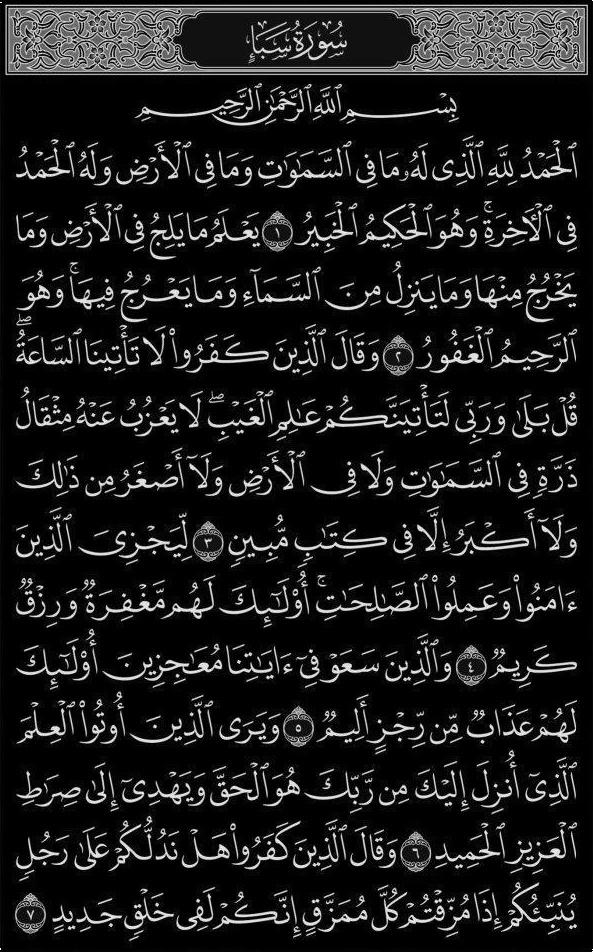 سُورَةُ سَبَإٍ
بِسْمِ ٱللَّهِ ٱلرَّحْمَٰنِ ٱلرَّحِيمِ
ٱلْحَمْدُ لِلَّهِ ٱلَّذِى لَهُۥ مَا فِى ٱلسَّمَٰوَٰتِ وَمَا فِى ٱلْأَرْضِ وَلَهُ ٱلْحَمْدُ
فِى ٱلْأٓخِرَةِۚ وَهُوَ ٱلْحَكِيمُ ٱلْخَبِيرُ ١ يَعْلَمُ مَا يَلِجُ فِى ٱلْأَرْضِ وَمَا
يَخْرُجُ مِنْهَا وَمَا يَنزِلُ مِنَ ٱلسَّمَآءِ وَمَا يَعْرُجُ فِيهَاۚ وَهُوَ
ٱلرَّحِيمُ ٱلْغَفُورُ ٢ وَقَالَ ٱلَّذِينَ كَفَرُوا۟ لَا تَأْتِينَا ٱلسَّاعَةُۖ
قُلْ بَلَىٰ وَرَبِّى لَتَأْتِيَنَّكُمْ عَٰلِمِ ٱلْغَيْبِۖ لَا يَعْزُبُ عَنْهُ مِثْقَالُ
ذَرَّةٍ فِى ٱلسَّمَٰوَٰتِ وَلَا فِى ٱلْأَرْضِ وَلَآ أَصْغَرُ مِن ذَٰلِكَ
وَلَآ أَكْبَرُ إِلَّا فِى كِتَٰبٍ مُّبِينٍ ٣ لِّيَجْزِىَ ٱلَّذِينَ
ءَامَنُوا۟ وَعَمِلُوا۟ ٱلصَّٰلِحَٰتِۚ أُو۟لَٰٓئِكَ لَهُم مَّغْفِرَةٌ وَرِزْقٌ
كَرِيمٌ ٤ وَٱلَّذِينَ سَعَوْ فِىٓ ءَايَٰتِنَا مُعَٰجِزِينَ أُو۟لَٰٓئِكَ
لَهُمْ عَذَابٌ مِّن رِّجْزٍ أَلِيمٌ ٥ وَيَرَى ٱلَّذِينَ أُوتُوا۟ ٱلْعِلْمَ
ٱلَّذِىٓ أُنزِلَ إِلَيْكَ مِن رَّبِّكَ هُوَ ٱلْحَقَّ وَيَهْدِىٓ إِلَىٰ صِرَٰطِ
ٱلْعَزِيزِ ٱلْحَمِيدِ ٦ وَقَالَ ٱلَّذِينَ كَفَرُوا۟ هَلْ نَدُلُّكُمْ عَلَىٰ رَجُلٍ
يُنَبِّئُكُمْ إِذَا مُزِّقْتُمْ كُلَّ مُمَزَّقٍ إِنَّكُمْ لَفِى خَلْقٍ جَدِيدٍ ٧